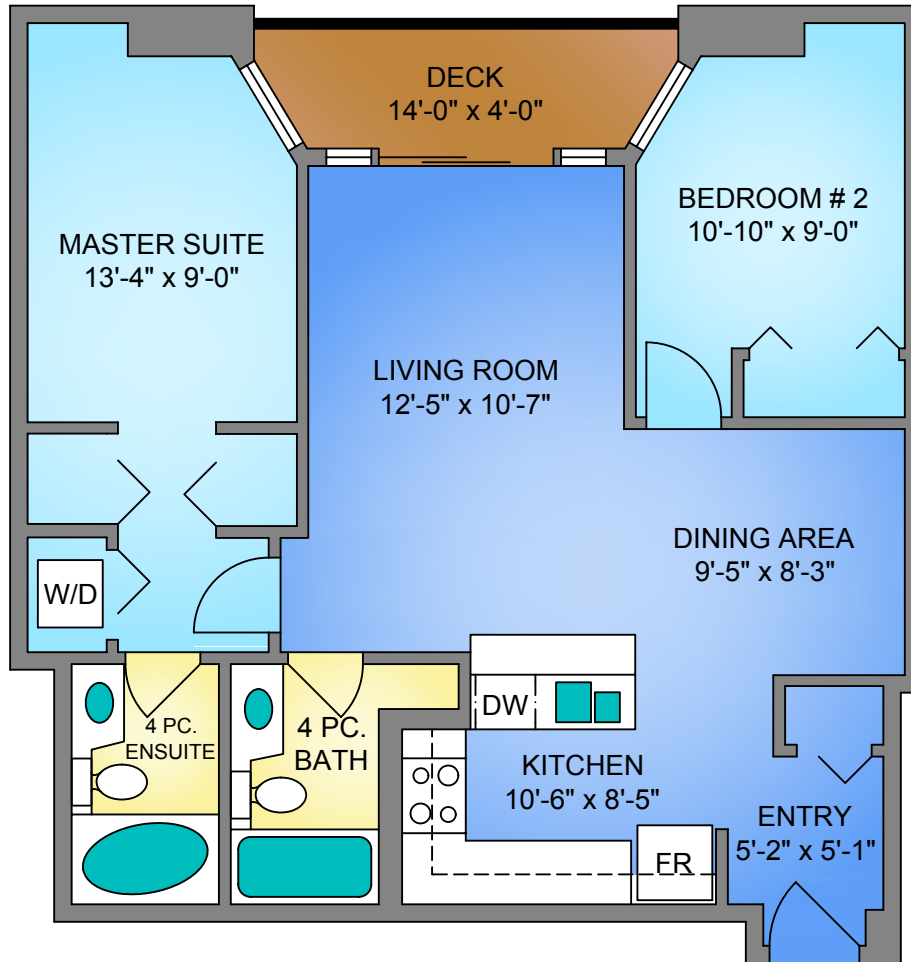 DECK
14'-0" x 4'-0"
MASTER SUITE
13'-4" x 9'-0"
BEDROOM # 2
10'-10" x 9'-0"
LIVING ROOM
12'-5" x 10'-7"
DINING AREA
9'-5" x 8'-3"
W/D
DW
4 PC.
ENSUITE
4 PC.
BATH
KITCHEN
10'-6" x 8'-5"
ENTRY
5'-2" x 5'-1"
FR